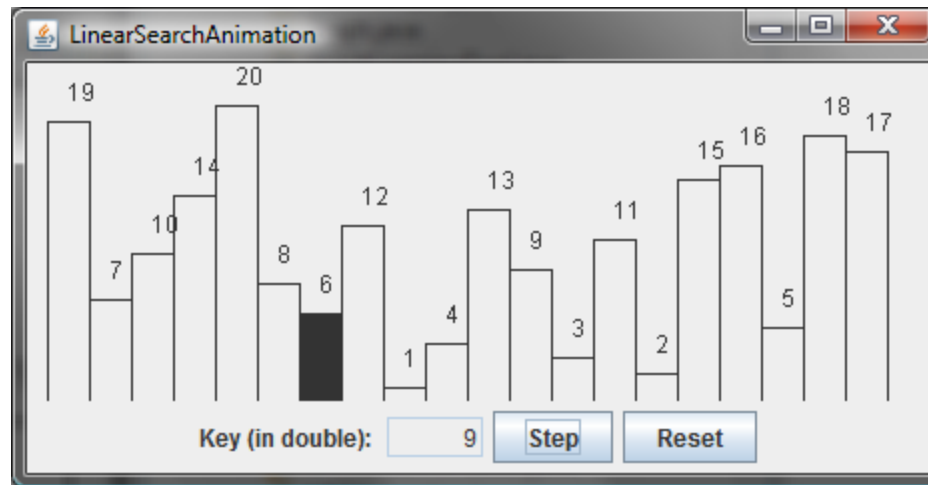 LinearSearchAnimation
19 7 10 14 20 8 6 12 1 4 13 9 3 11 2 15 16 5 18 17
Key (in double): 9 Step Reset